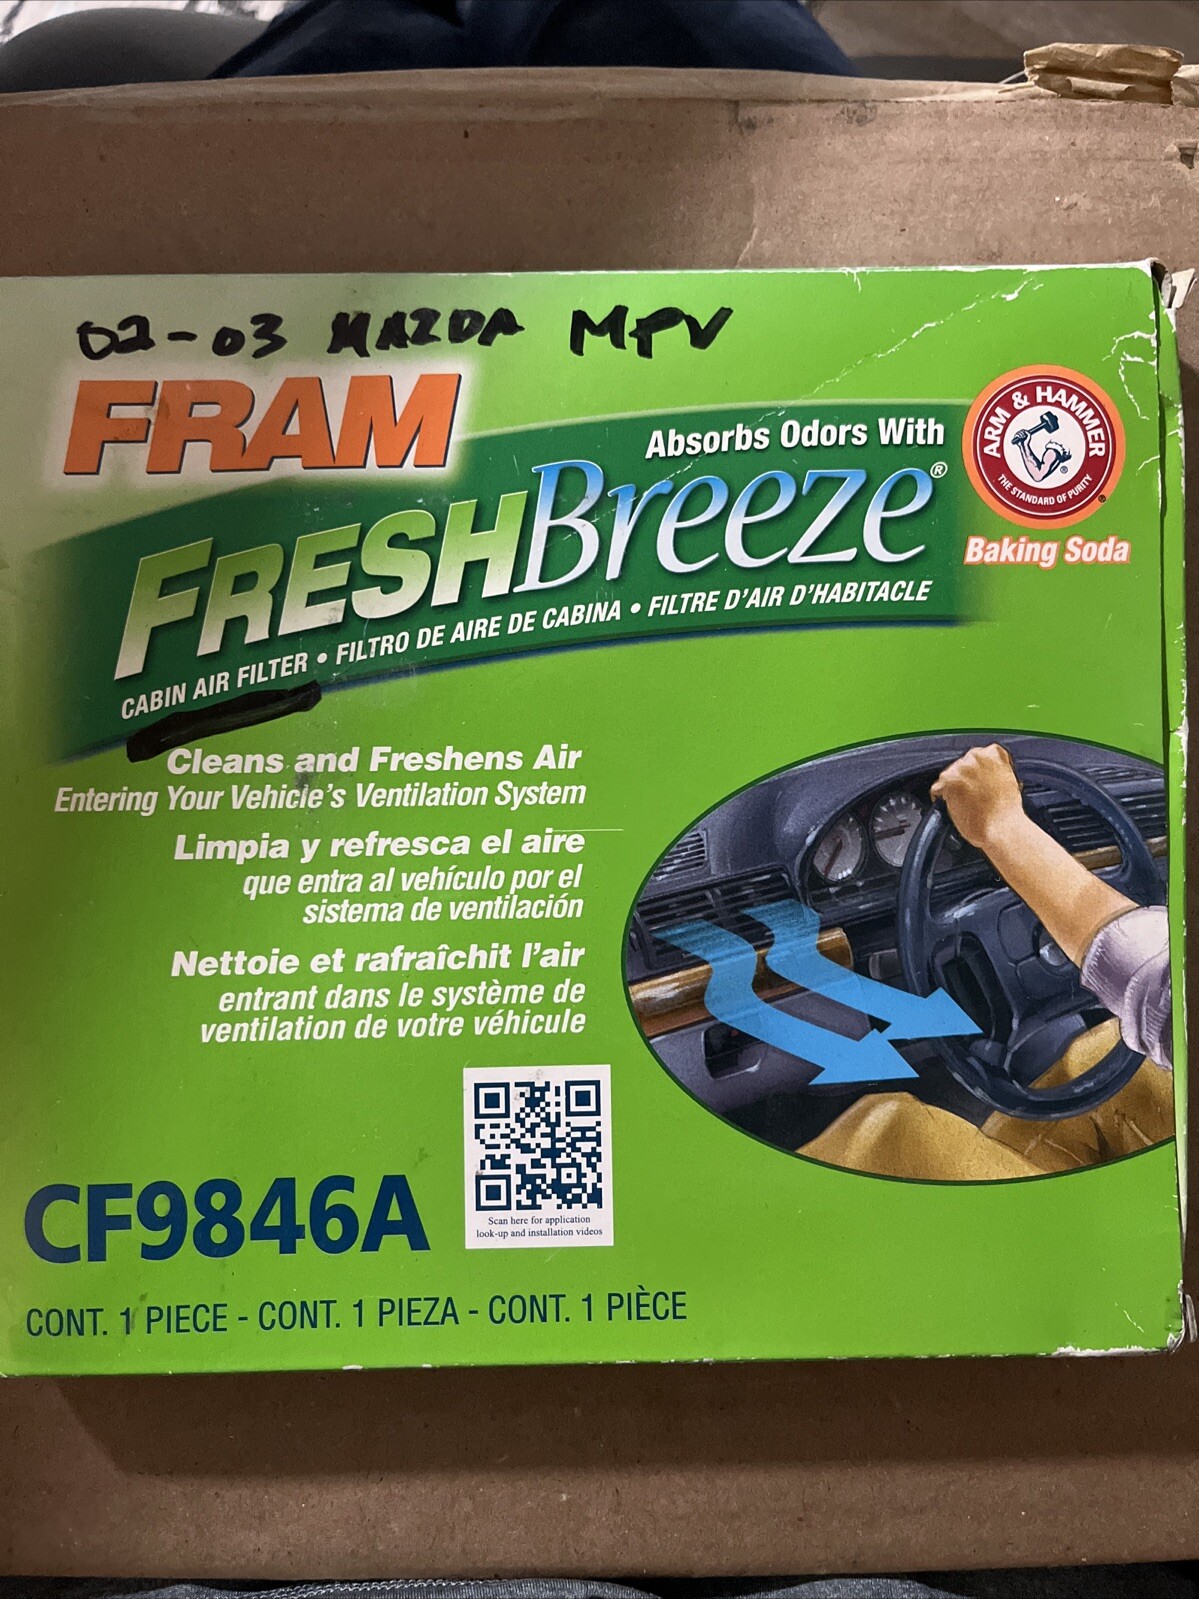 02-03 MAZDA MPV
FRAM
Absorbs Odors With
FRESHBreeze®
CABIN AIR FILTER • FILTRO DE AIRE DE CABINA • FILTRE D'AIR D'HABITACLE
ARM & HAMMER
THE STANDARD OF PURITY
Baking Soda
Cleans and Freshens Air
Entering Your Vehicle's Ventilation System
Limpia y refresca el aire
que entra al vehículo por el
sistema de ventilación
Nettoie et rafraîchit l'air
entrant dans le système de
ventilation de votre véhicule
Scan here for application
look-up and installation videos
CF9846A
CONT. 1 PIECE - CONT. 1 PIEZA - CONT. 1 PIÈCE